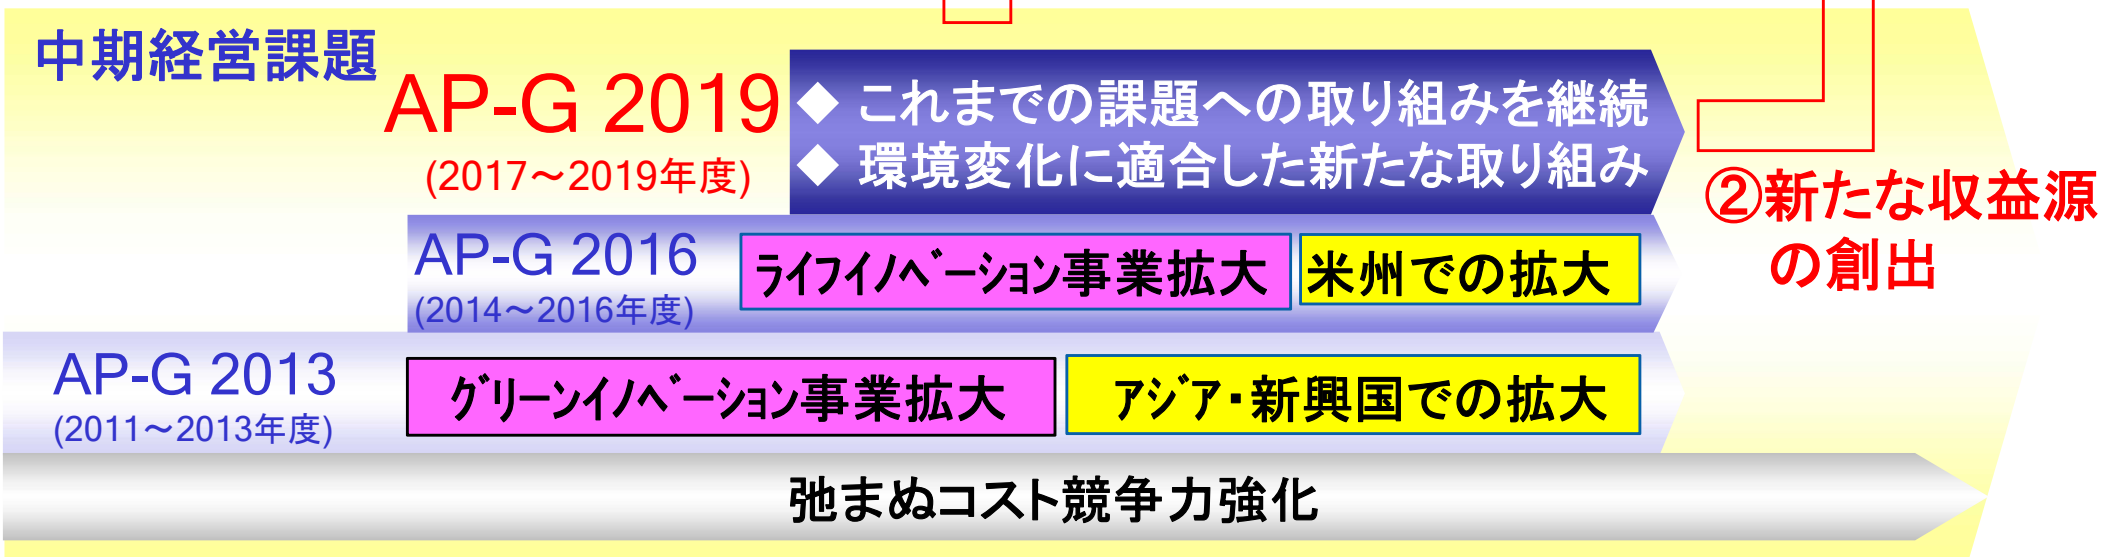 中期経営課題
AP-G 2019
(2017～2019年度)
◆ これまでの課題への取り組みを継続
◆ 環境変化に適合した新たな取り組み
②新たな収益源
の創出
AP-G 2016
(2014～2016年度)
ﾗｲﾌｲﾉﾍﾞｰｼｮﾝ事業拡大
米州での拡大
AP-G 2013
(2011～2013年度)
ｸﾞﾘｰﾝｲﾉﾍﾞｰｼｮﾝ事業拡大
ｱｼﾞｱ・新興国での拡大
弛まぬコスト競争力強化